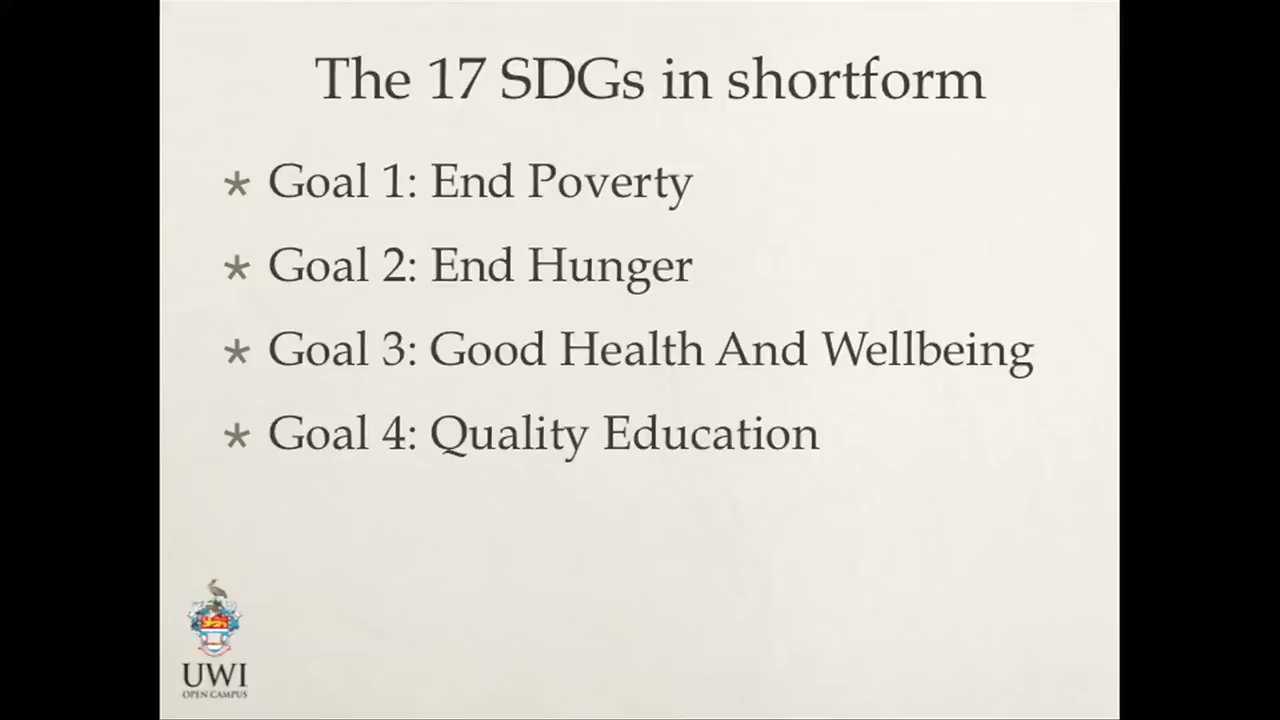 The 17 SDGs in shortform
* Goal 1: End Poverty
* Goal 2: End Hunger
* Goal 3: Good Health And Wellbeing
* Goal 4: Quality Education
UWI
OPEN CAMPUS